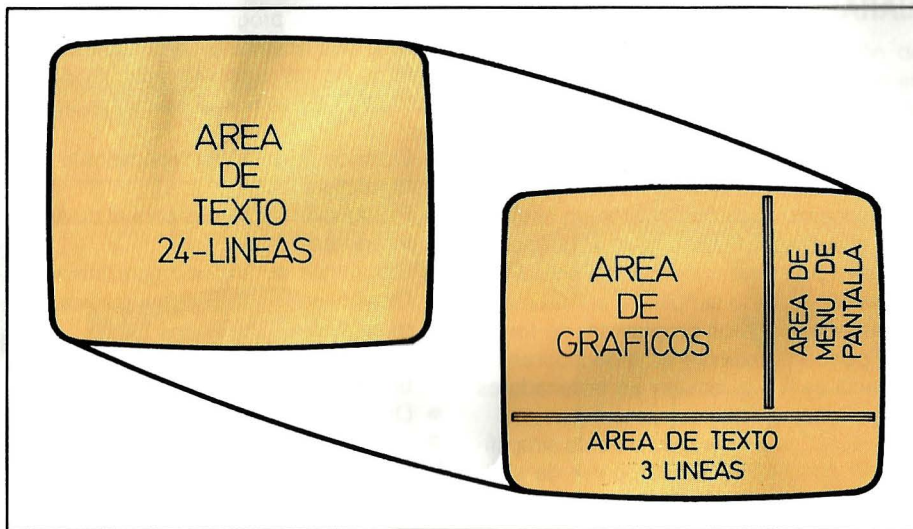 AREA
DE
TEXTO
24-LINEAS
AREA
DE
GRAFICOS
AREA DE
MENU DE
PANTALLA
AREA DE TEXTO
3 LINEAS